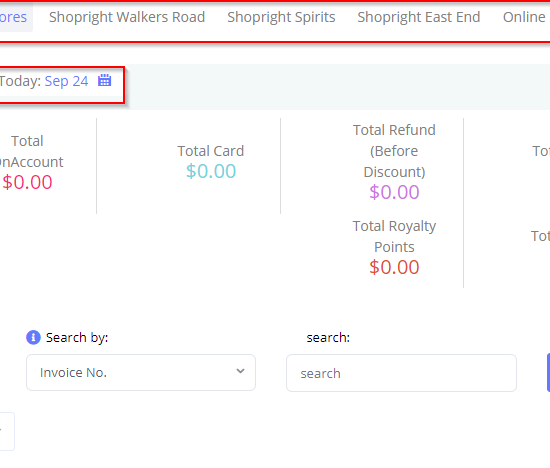 ores Shopright Walkers Road Shopright Spirits Shopright East End Online
Today: Sep 24
Total
OnAccount
$0.00
Total Card
$0.00
Total Refund
(Before
Discount)
$0.00
Total Royalty
Points
$0.00
Tot
Tot
Search by:
search:
Invoice No.
search